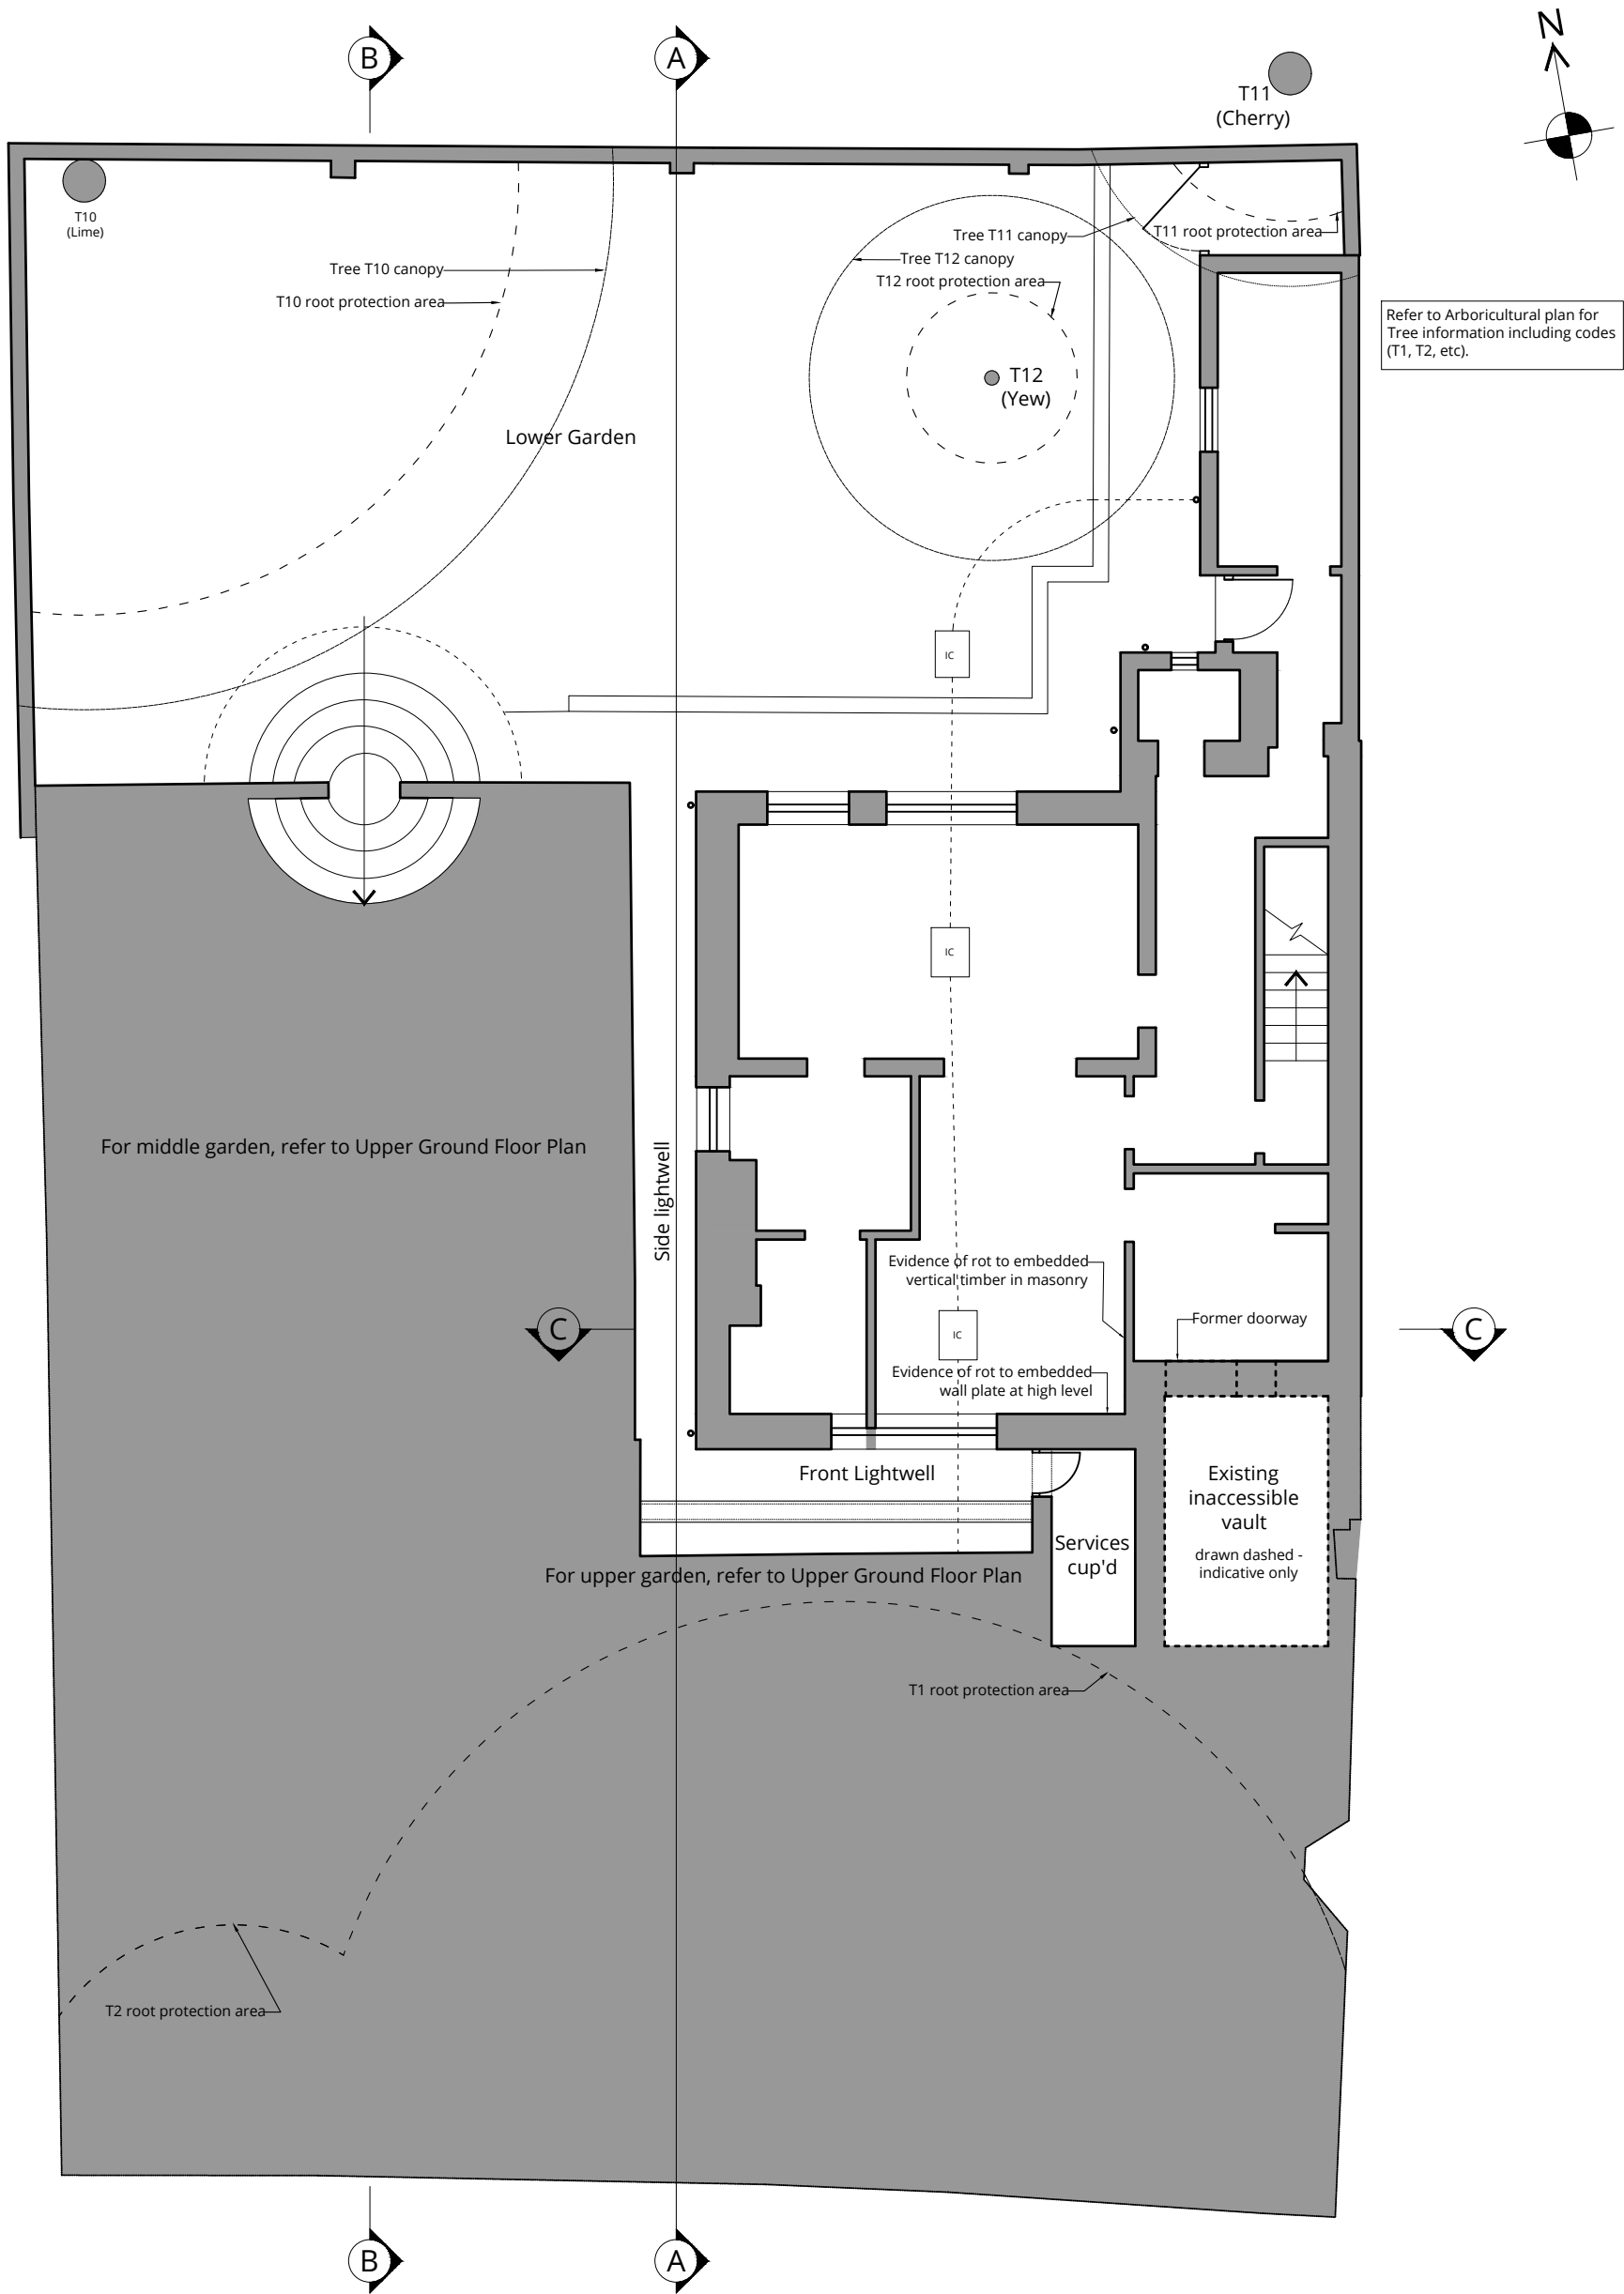 B
A
N
T11
(Cherry)
T10
(Lime)
Tree T11 canopy
T11 root protection area
Tree T12 canopy
T12 root protection area
Tree T10 canopy
T10 root protection area
Refer to Arboricultural plan for
Tree information including codes
(T1, T2, etc).
T12
(Yew)
Lower Garden
IC
IC
For middle garden, refer to Upper Ground Floor Plan
Side lightwell
Evidence of rot to embedded
vertical timber in masonry
Former doorway
C
IC
C
Evidence of rot to embedded
wall plate at high level
Front Lightwell
Existing
inaccessible
vault
drawn dashed -
indicative only
Services
cup'd
For upper garden, refer to Upper Ground Floor Plan
T1 root protection area
T2 root protection area
B
A